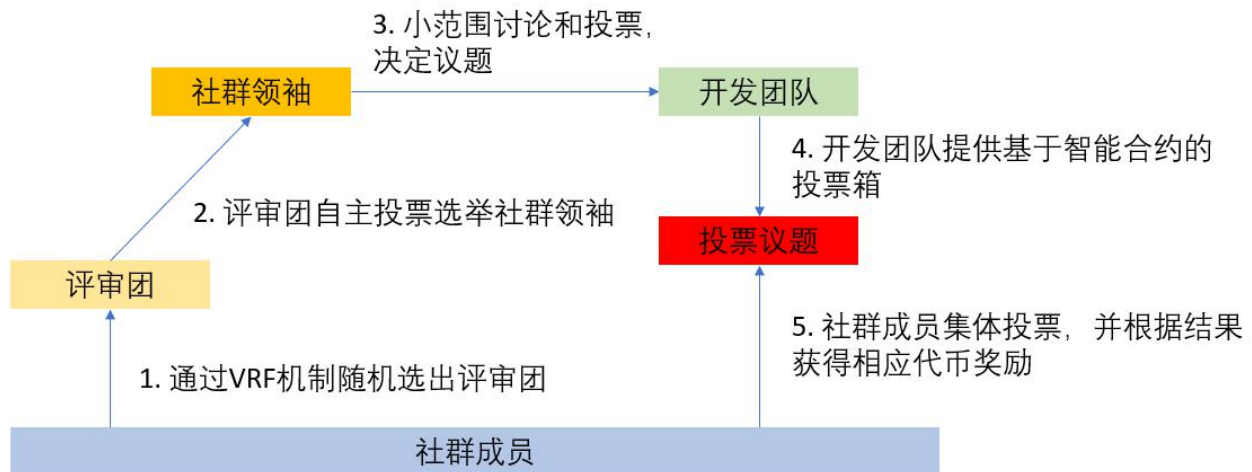 3. 小范围讨论和投票，
决定议题
社群领袖
开发团队
4. 开发团队提供基于智能合约的
投票箱
2. 评审团自主投票选举社群领袖
投票议题
评审团
5. 社群成员集体投票，并根据结果
获得相应代币奖励
1. 通过VRF机制随机选出评审团
社群成员